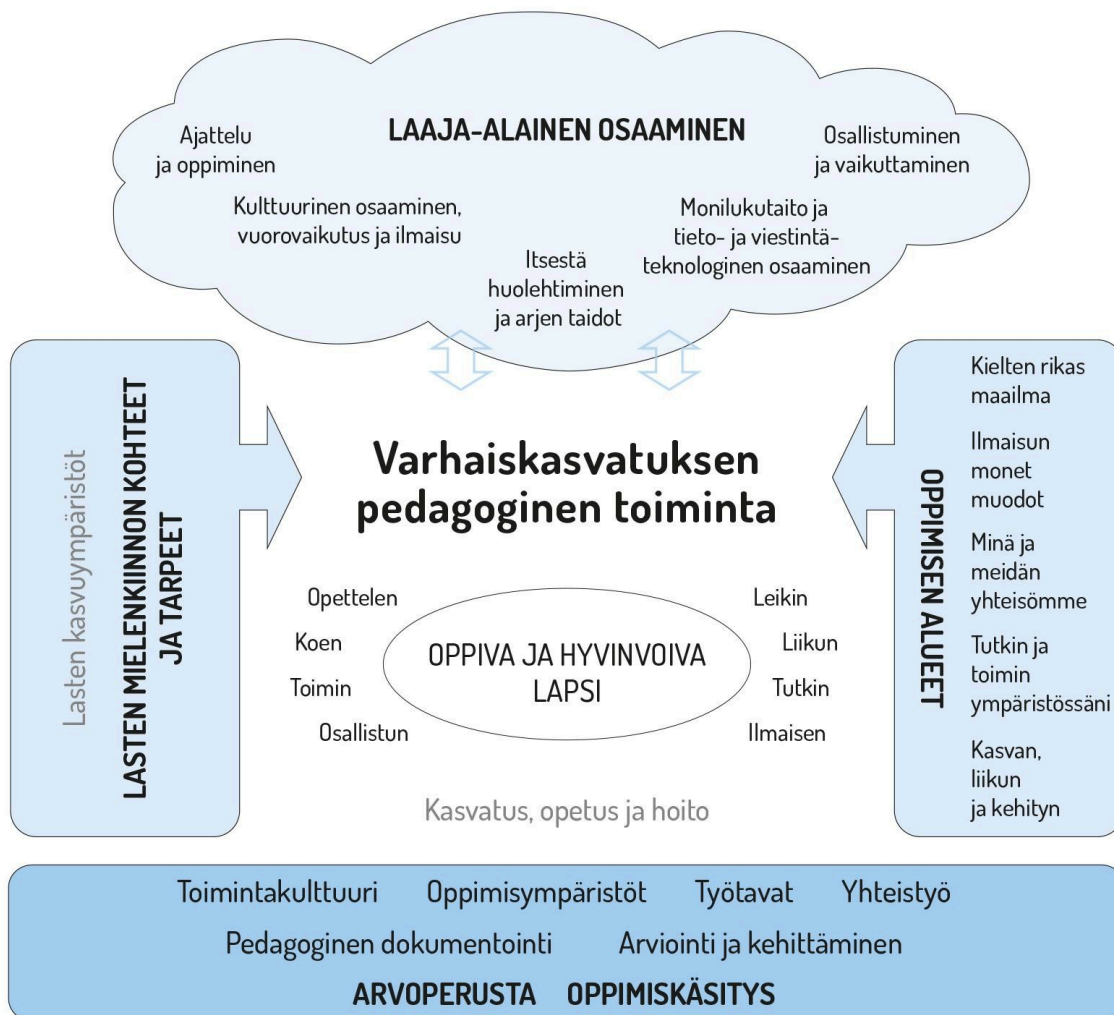 LAAJA-ALAINEN OSAAMINEN
Ajattelu
ja oppiminen
Kulttuurinen osaaminen,
vuorovaikutus ja ilmaisu
Itsestä
huolehtiminen
ja arjen taidot
Monilukutaito ja
tieto- ja viestintä-
teknologinen osaaminen
Osallistuminen
ja vaikuttaminen
Lasten kasvuympäristöt
LASTEN MIELENKIINNON KOHTEET
JA TARPEET
Varhaiskasvatuksen
pedagoginen toiminta
Opettelen
Koen
Toimin
Osallistun
OPPIVA JA HYVINVOIVA
LAPSI
Leikin
Liikun
Tutkin
Ilmaisen
Kasvatus, opetus ja hoito
OPPIMISEN ALUEET
Kielten rikas
maailma
Ilmaisun
monet
muodot
Minä ja
meidän
yhteisömme
Tutkin ja
toimin
ympäristössäni
Kasvan,
liikun
ja kehityn
Toimintakulttuuri Oppimisympäristöt Työtavat Yhteistyö
Pedagoginen dokumentointi Arviointi ja kehittäminen
ARVOPERUSTA OPPIMISKÄSITYS